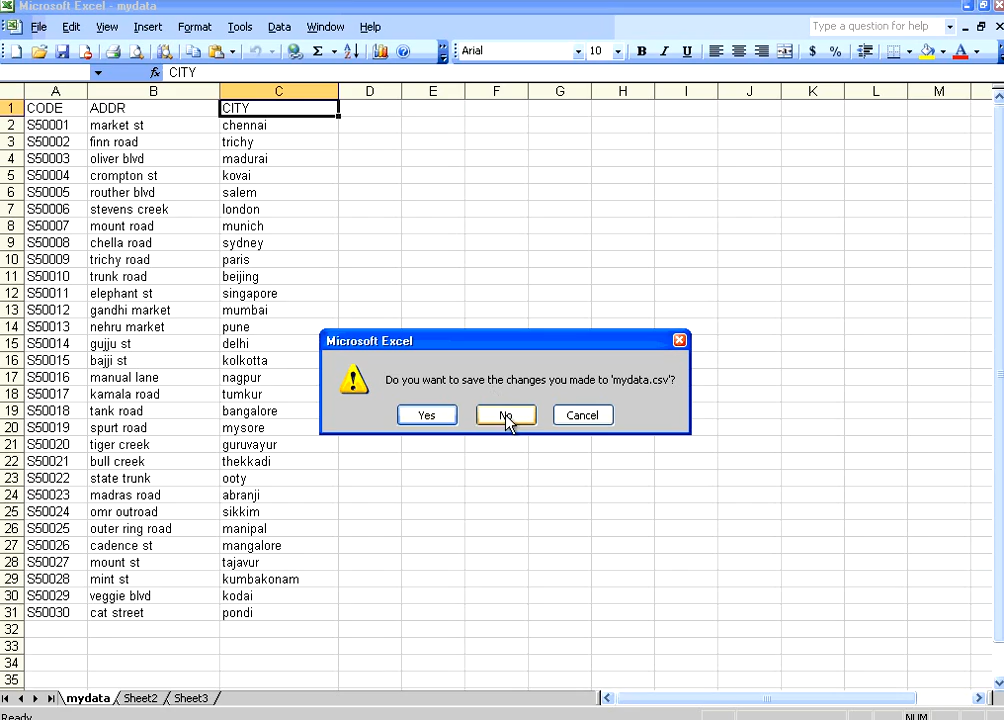 Microsoft Excel - mydata
File Edit View Insert Format Tools Data Window Help
Type a question for help
Arial 10 B I U $ %
fx CITY
A B C D E F G H I J K L M
1 CODE ADDR CITY
2 S50001 market st chennai
3 S50002 finn road trichy
4 S50003 oliver blvd madurai
5 S50004 crompton st kovai
6 S50005 routher blvd salem
7 S50006 stevens creek london
8 S50007 mount road munich
9 S50008 chella road sydney
10 S50009 trichy road paris
11 S50010 trunk road beijing
12 S50011 elephant st singapore
13 S50012 gandhi market mumbai
14 S50013 nehru market pune
15 S50014 gujju st delhi
16 S50015 bajji st kolkotta
17 S50016 manual lane nagpur
18 S50017 kamala road tumkur
19 S50018 tank road bangalore
20 S50019 spurt road mysore
21 S50020 tiger creek guruvayur
22 S50021 bull creek thekkadi
23 S50022 state trunk ooty
24 S50023 madras road abranji
25 S50024 omr outroad sikkim
26 S50025 outer ring road manipal
27 S50026 cadence st mangalore
28 S50027 mount st tajavur
29 S50028 mint st kumbakonam
30 S50029 veggie blvd kodai
31 S50030 cat street pondi
32
33
34
35
Microsoft Excel
Do you want to save the changes you made to 'mydata.csv'?
Yes No Cancel
mydata Sheet2 Sheet3
Ready NUM